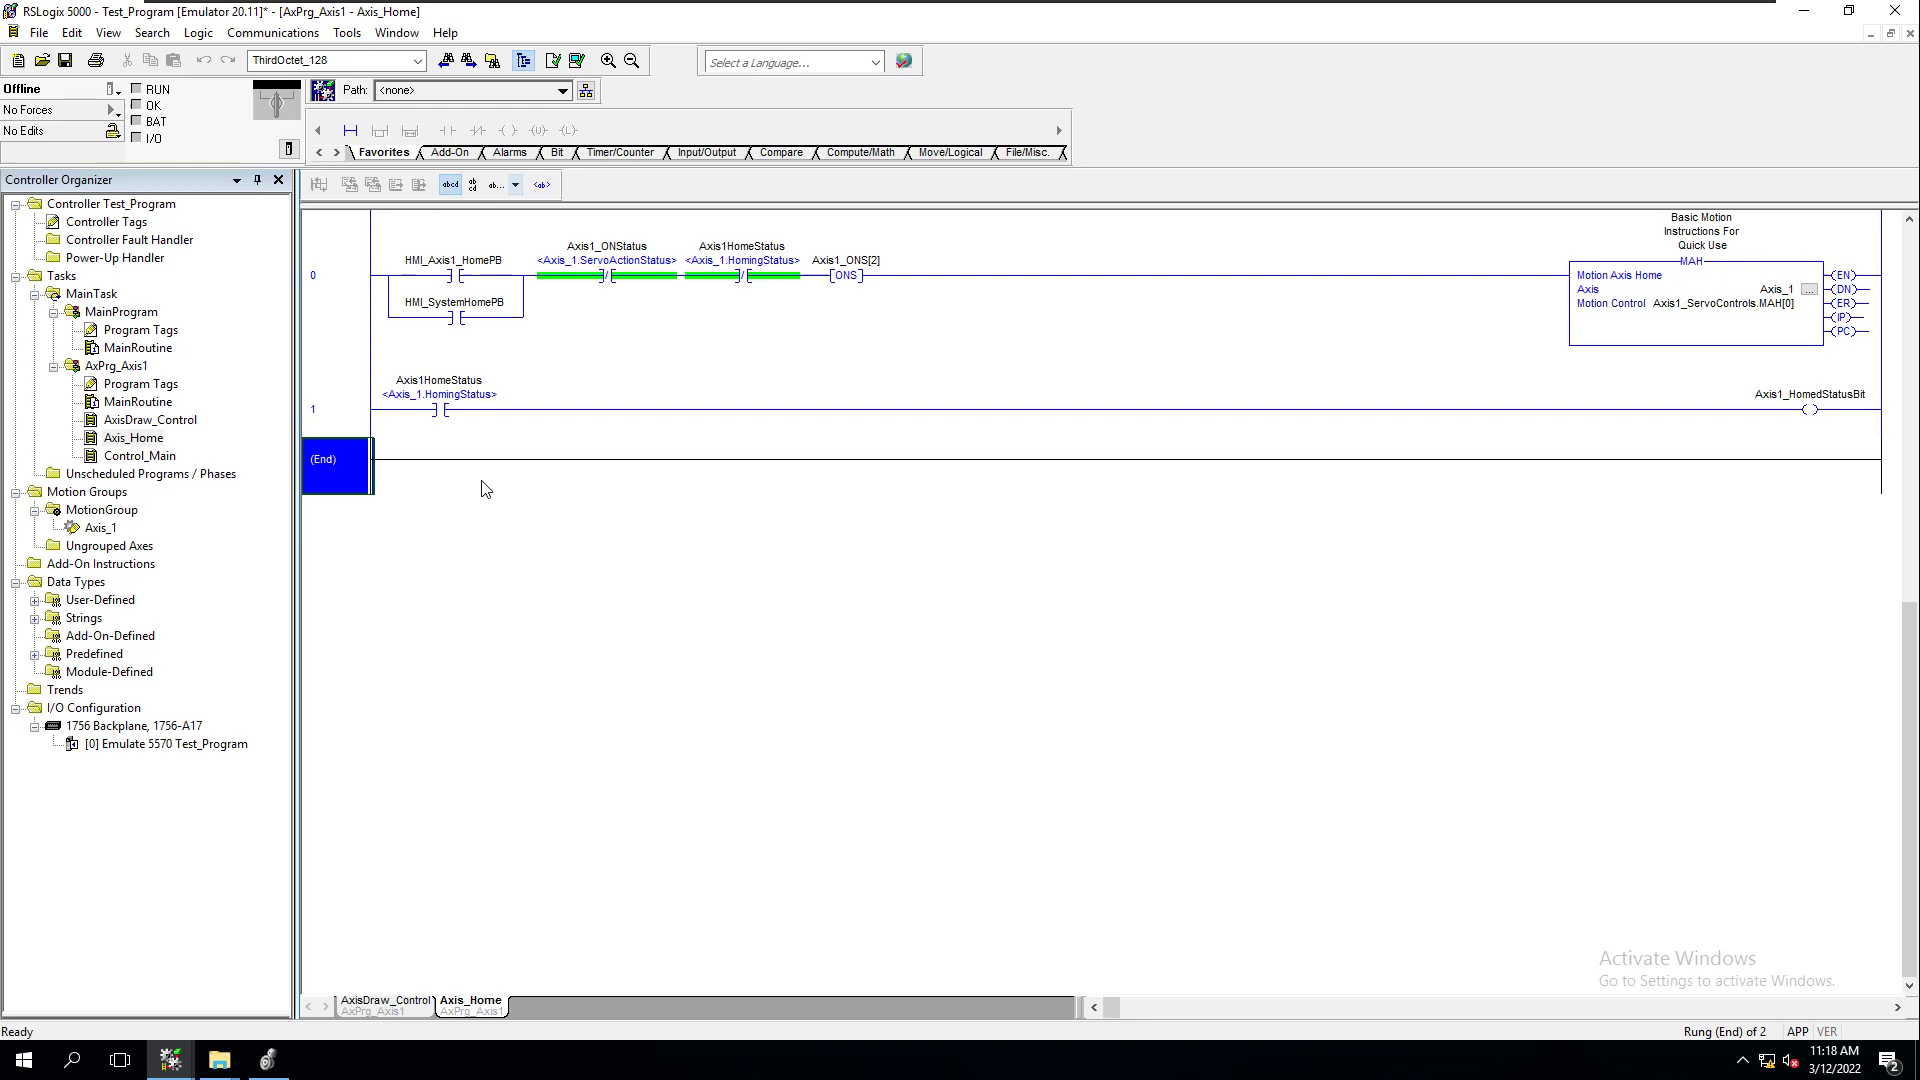 RSLogix 5000 - Test_Program [Emulator 20.11]* - [AxPrg_Axis1 - Axis_Home]
File Edit View Search Logic Communications Tools Window Help
ThirdOctet_128
Select a Language...
Offline
RUN
No Forces
OK
No Edits
BAT
I/O
Path: <none>
Favorites Add-On Alarms Bit Timer/Counter Input/Output Compare Compute/Math Move/Logical File/Misc.
Controller Organizer
Controller Test_Program
Controller Tags
Controller Fault Handler
Power-Up Handler
Tasks
MainTask
MainProgram
Program Tags
MainRoutine
AxPrg_Axis1
Program Tags
MainRoutine
AxisDraw_Control
Axis_Home
Control_Main
Unscheduled Programs / Phases
Motion Groups
MotionGroup
Axis_1
Ungrouped Axes
Add-On Instructions
Data Types
User-Defined
Strings
Add-On-Defined
Predefined
Module-Defined
Trends
I/O Configuration
1756 Backplane, 1756-A17
[0] Emulate 5570 Test_Program
abcd
ab
cd
ab...
<ab>
Basic Motion
Instructions For
Quick Use
0
HMI_Axis1_HomePB
HMI_SystemHomePB
Axis1_ONStatus
<Axis_1.ServoActionStatus>
Axis1HomeStatus
<Axis_1.HomingStatus>
Axis1_ONS[2]
ONS
MAH
Motion Axis Home
Axis Axis_1 ...
Motion Control Axis1_ServoControls.MAH[0]
EN
DN
ER
IP
PC
1
Axis1HomeStatus
<Axis_1.HomingStatus>
Axis1_HomedStatusBit
(End)
AxisDraw_Control
AxPrg_Axis1
Axis_Home
AxPrg_Axis1
Activate Windows
Go to Settings to activate Windows.
Ready
Rung (End) of 2 APP VER
11:18 AM
3/12/2022
2